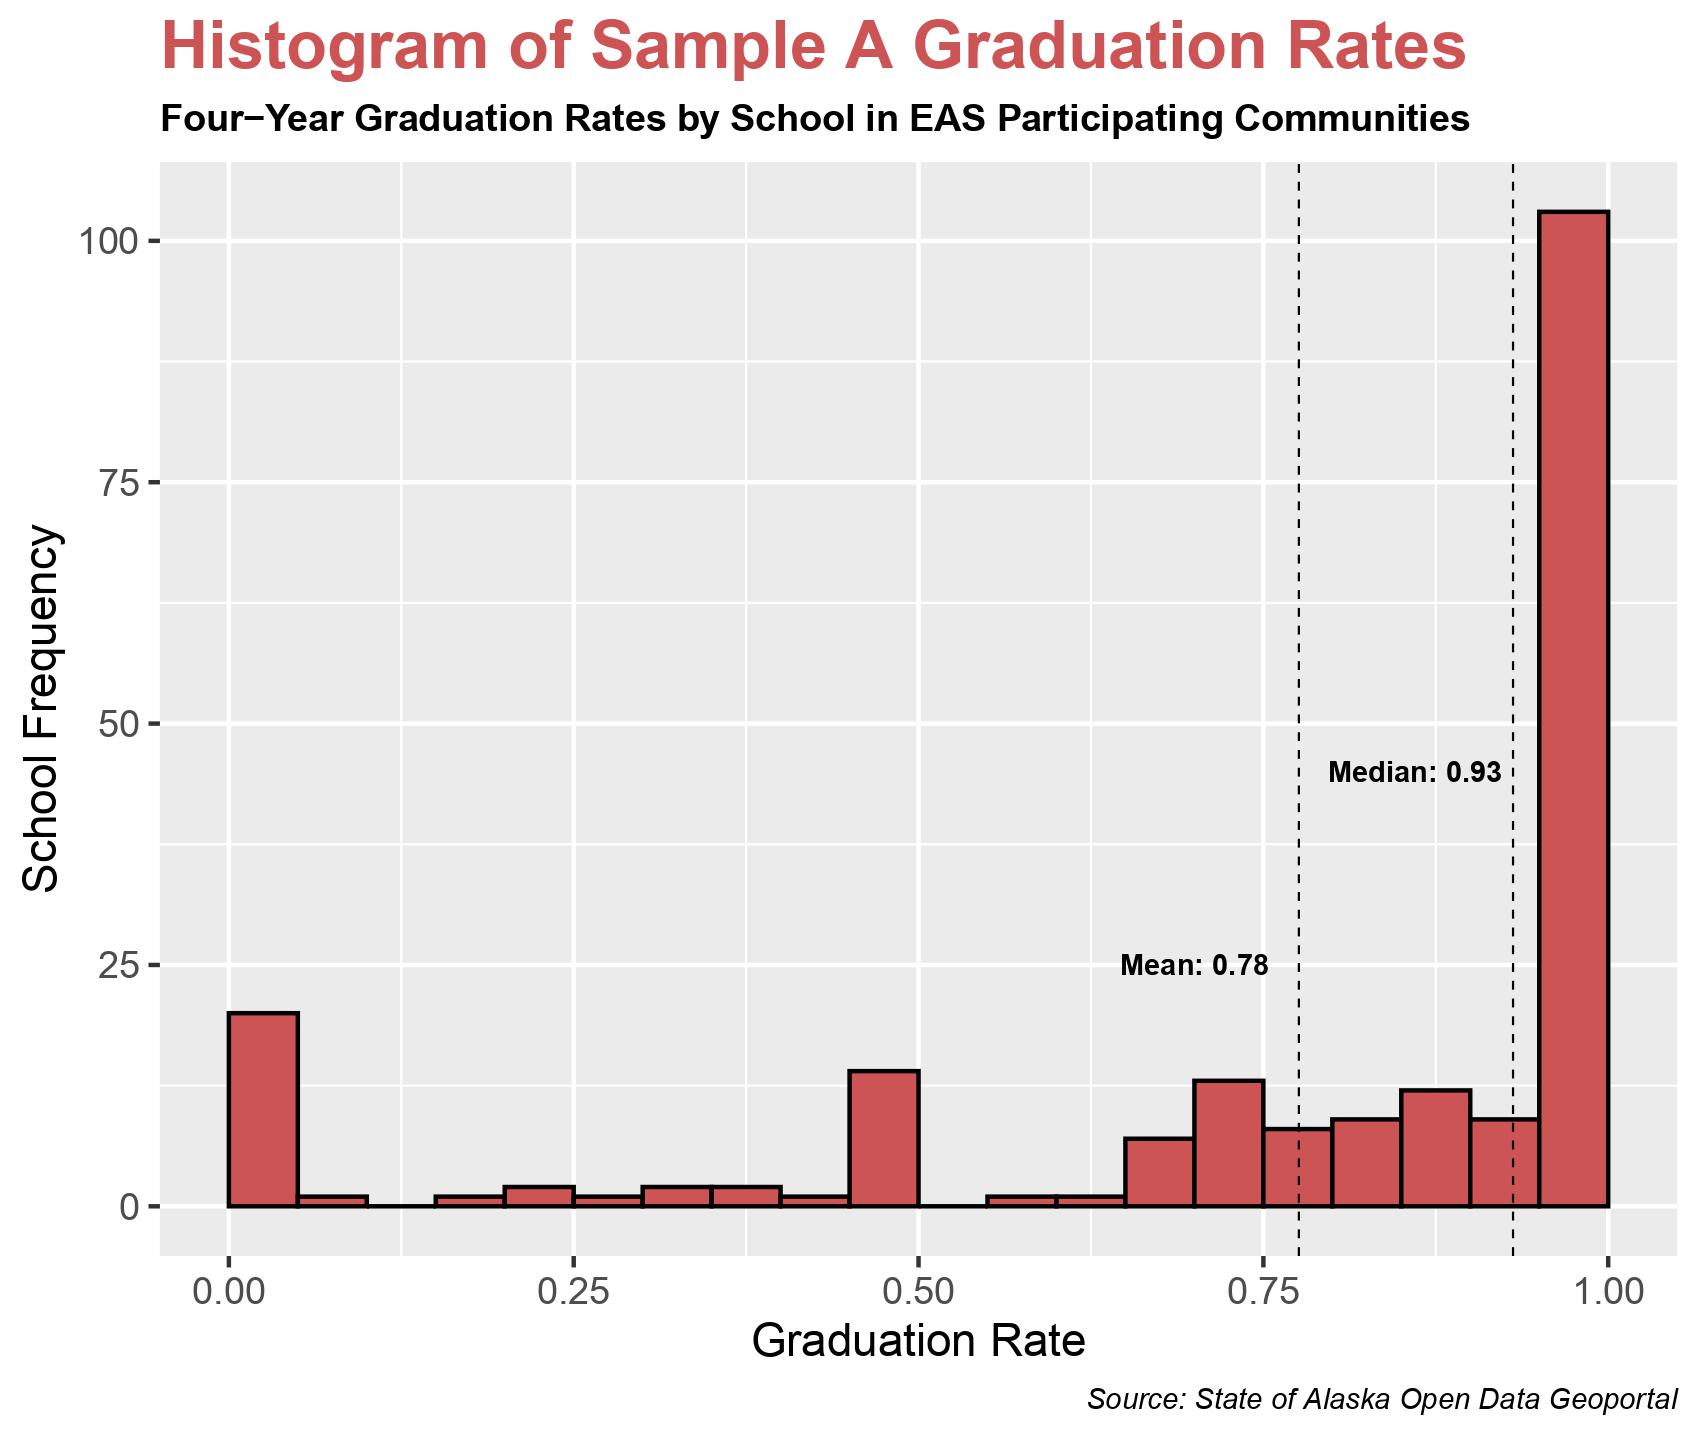 Histogram of Sample A Graduation Rates
Four−Year Graduation Rates by School in EAS Participating Communities
100
75
50
25
0
School Frequency
Median: 0.93
Mean: 0.78
0.00 0.25 0.50 0.75 1.00
Graduation Rate
Source: State of Alaska Open Data Geoportal